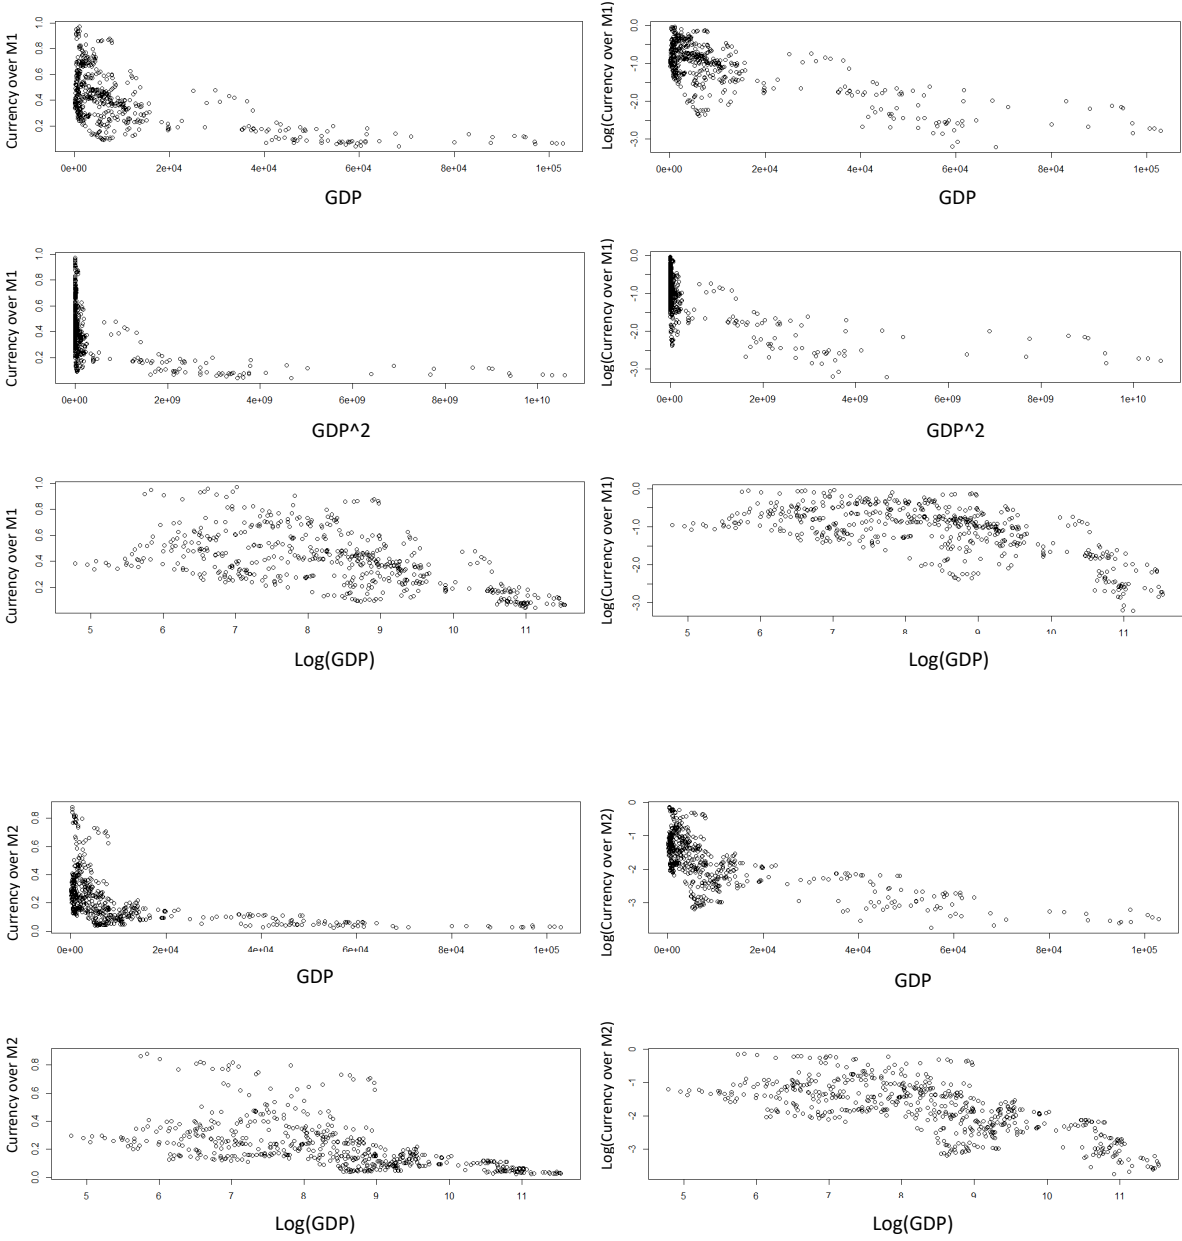 Currency over M1
1.0
0.8
0.6
0.4
0.2
0e+00 2e+04 4e+04 6e+04 8e+04 1e+05
GDP
Log(Currency over M1)
0.0
-1.0
-2.0
-3.0
0e+00 2e+04 4e+04 6e+04 8e+04 1e+05
GDP
Currency over M1
1.0
0.8
0.6
0.4
0.2
0e+00 2e+09 4e+09 6e+09 8e+09 1e+10
GDP^2
Log(Currency over M1)
0.0
-1.0
-2.0
-3.0
0e+00 2e+09 4e+09 6e+09 8e+09 1e+10
GDP^2
Currency over M1
1.0
0.8
0.6
0.4
0.2
5 6 7 8 9 10 11
Log(GDP)
Log(Currency over M1)
0.0
-1.0
-2.0
-3.0
5 6 7 8 9 10 11
Log(GDP)
Currency over M2
0.8
0.6
0.4
0.2
0.0
0e+00 2e+04 4e+04 6e+04 8e+04 1e+05
GDP
Log(Currency over M2)
0
-1
-2
-3
0e+00 2e+04 4e+04 6e+04 8e+04 1e+05
GDP
Currency over M2
0.8
0.6
0.4
0.2
0.0
5 6 7 8 9 10 11
Log(GDP)
Log(Currency over M2)
0
-1
-2
-3
5 6 7 8 9 10 11
Log(GDP)